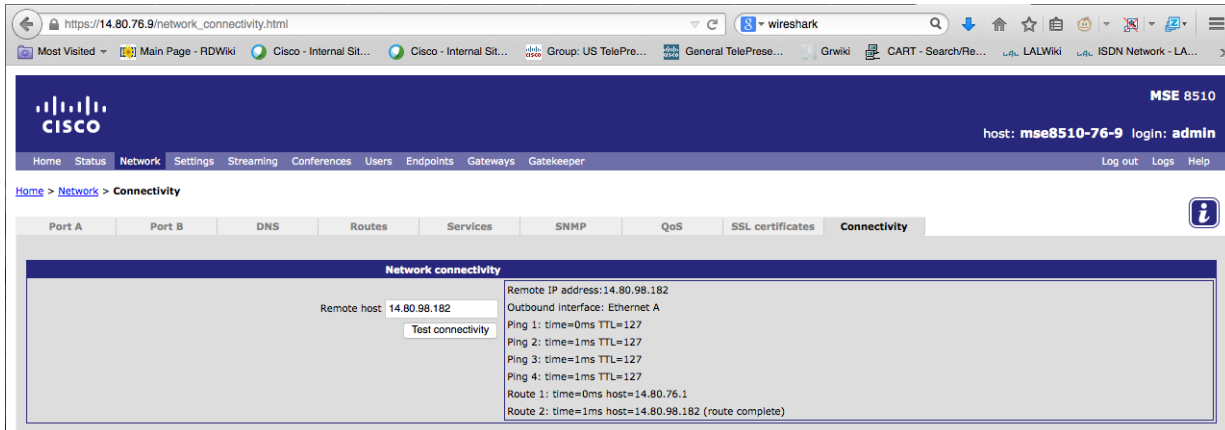 https://14.80.76.9/network_connectivity.html
8 wireshark
Most Visited Main Page - RDWiki Cisco - Internal Sit... Cisco - Internal Sit... Group: US TelePre... General TelePrese... Grwiki CART - Search/Re... LALWiki ISDN Network - LA...
CISCO
MSE 8510
host: mse8510-76-9 login: admin
Home Status Network Settings Streaming Conferences Users Endpoints Gateways Gatekeeper Log out Logs Help
Home > Network > Connectivity
i
Port A Port B DNS Routes Services SNMP QoS SSL certificates Connectivity
Network connectivity
Remote host 14.80.98.182
Test connectivity
Remote IP address:14.80.98.182
Outbound interface: Ethernet A
Ping 1: time=0ms TTL=127
Ping 2: time=1ms TTL=127
Ping 3: time=1ms TTL=127
Ping 4: time=1ms TTL=127
Route 1: time=0ms host=14.80.76.1
Route 2: time=1ms host=14.80.98.182 (route complete)